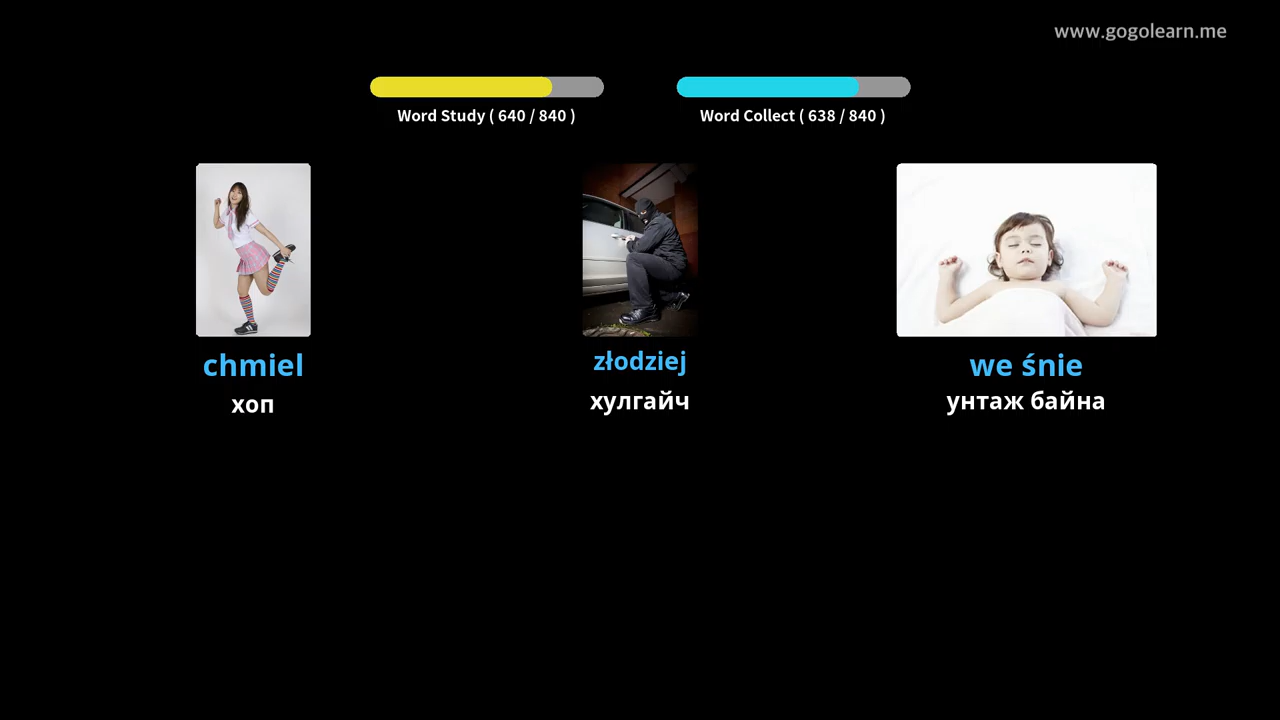 www.gogolearn.me
Word Study ( 640 / 840 )
Word Collect ( 638 / 840 )
chmiel
хоп
złodziej
хулгайч
we śnie
унтаж байна